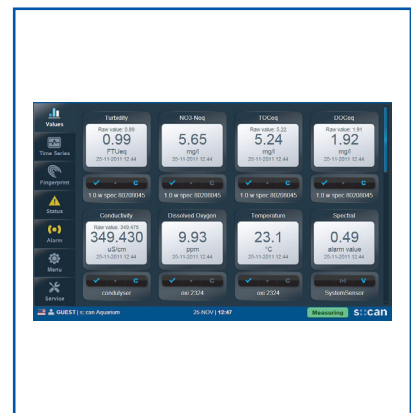 Values
Time Series
Fingerprint
Status
Alarm
Menu
Service
Turbidity
Raw value: 0.99
0.99
FTUeq
25-11-2011 12:44
1.0 w spec 80208045
NO3-Neq
5.65
mg/l
25-11-2011 12:44
1.0 w spec 80208045
TOCeq
Raw value: 5.22
5.24
mg/l
25-11-2011 12:44
1.0 w spec 80208045
DOCeq
Raw value: 1.91
1.92
mg/l
25-11-2011 12:44
1.0 w spec 80208045
Conductivity
Raw value: 349.475
349.430
uS/cm
25-11-2011 12:44
condulyser
Dissolved Oxygen
9.93
ppm
25-11-2011 12:44
oxi 2324
Temperature
23.1
°C
25-11-2011 12:44
oxi 2324
Spectral
0.49
alarm value
25-11-2011 12:44
SystemSensor
GUEST | s::can Aquarium
25-NOV | 12:47
Measuring
s::can